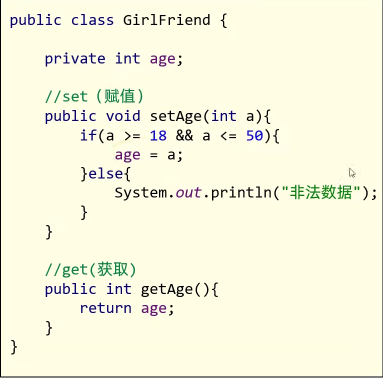 public class GirlFriend {
private int age;
//set（赋值）
public void setAge(int a){
if(a >= 18 && a <= 50){
age = a;
}else{
System.out.println("非法数据");
}
}
//get(获取)
public int getAge(){
return age;
}
}